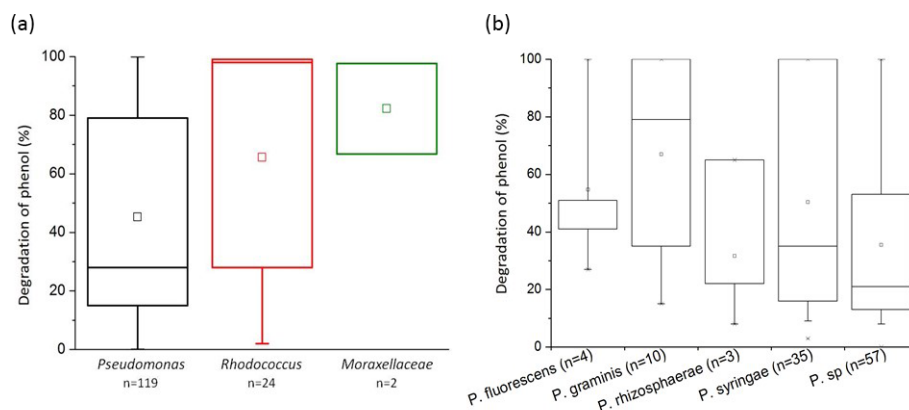 (a)
Degradation of phenol (%)
100
80
60
40
20
0
Pseudomonas Rhodococcus Moraxellaceae
n=119 n=24 n=2
(b)
Degradation of phenol (%)
100
80
60
40
20
0
P. fluorescens (n=4)
P. graminis (n=10)
P. rhizosphaerae (n=3)
P. syringae (n=35)
P. sp (n=57)